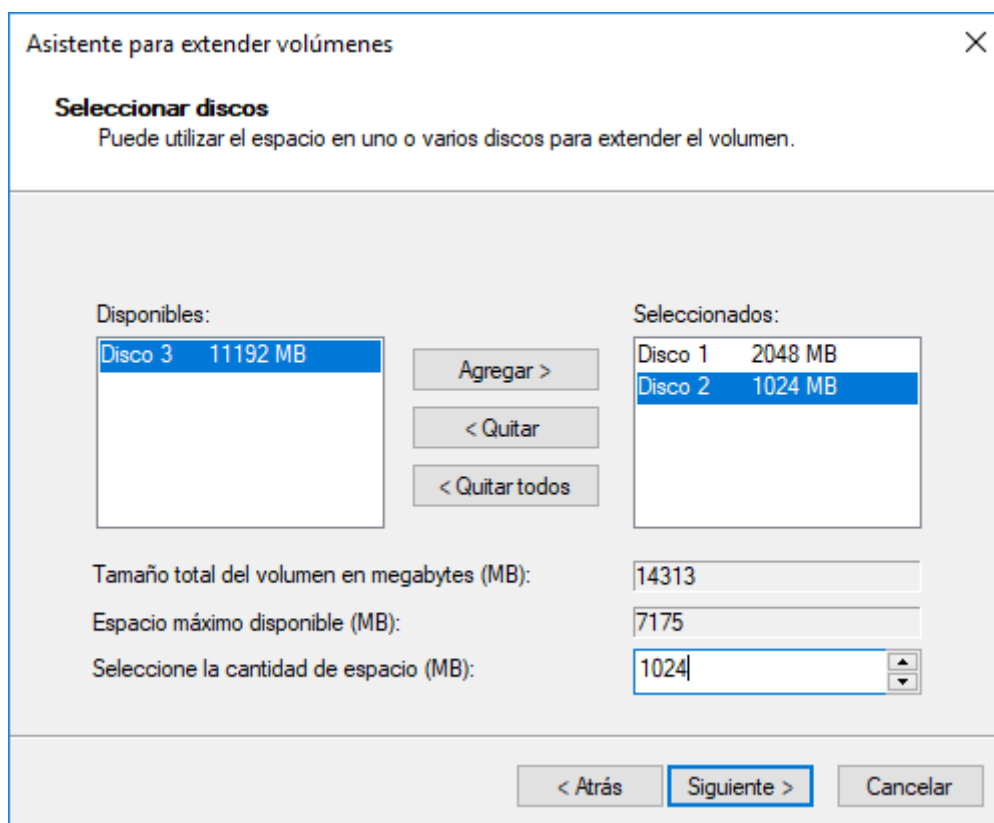 Asistente para extender volúmenes
Seleccionar discos
Puede utilizar el espacio en uno o varios discos para extender el volumen.
Disponibles:
Disco 3 11192 MB
Agregar >
< Quitar
< Quitar todos
Seleccionados:
Disco 1 2048 MB
Disco 2 1024 MB
Tamaño total del volumen en megabytes (MB): 14313
Espacio máximo disponible (MB): 7175
Seleccione la cantidad de espacio (MB): 1024
< Atrás Siguiente > Cancelar